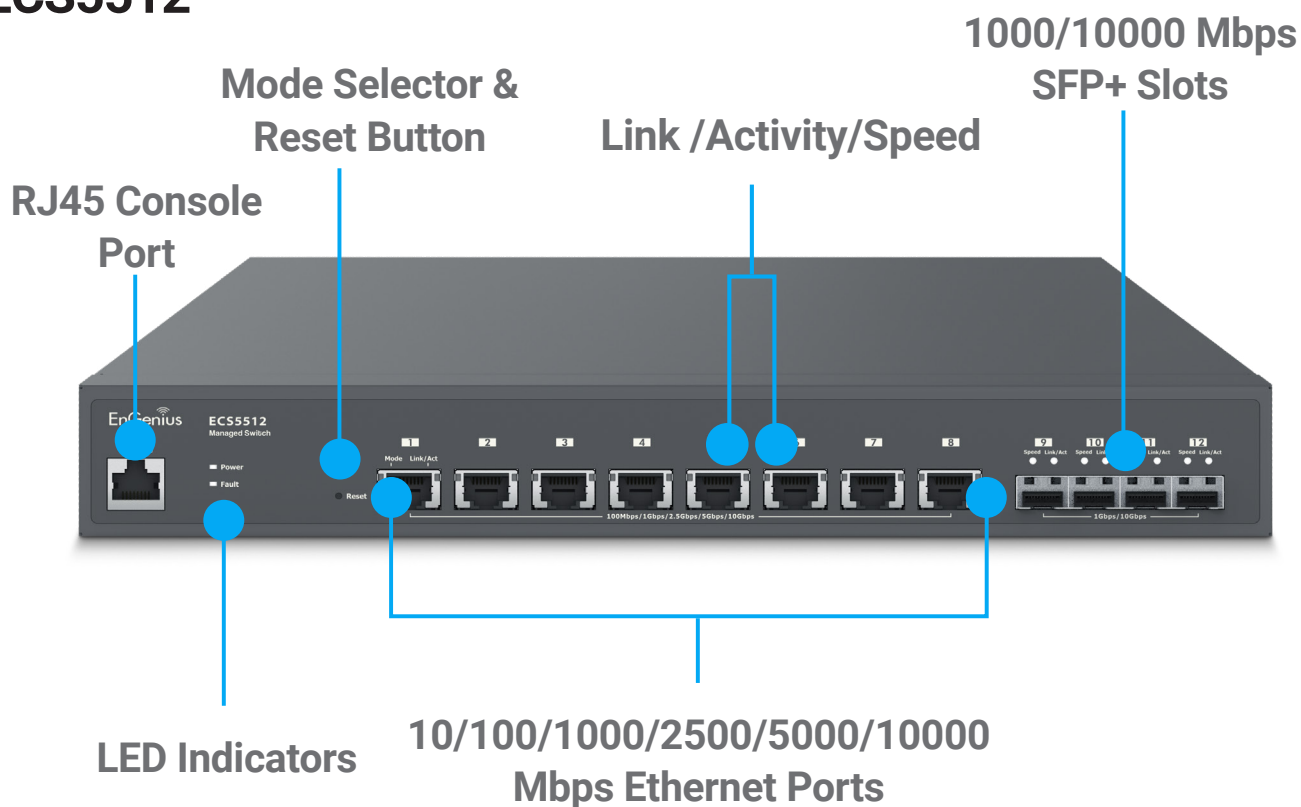 ECS5512
1000/10000 Mbps
SFP+ Slots
Mode Selector &
Reset Button
Link /Activity/Speed
RJ45 Console
Port
EnGenius
ECS5512
Managed Switch
Power
Fault
Reset
1 2 3 4 6 7 8
Mode Link/Act
100Mbps/1Gbps/2.5Gbps/5Gbps/10Gbps
9 10 11 12
Speed Link/Act Speed Link/Act Speed Link/Act
1Gbps/10Gbps
LED Indicators
10/100/1000/2500/5000/10000
Mbps Ethernet Ports